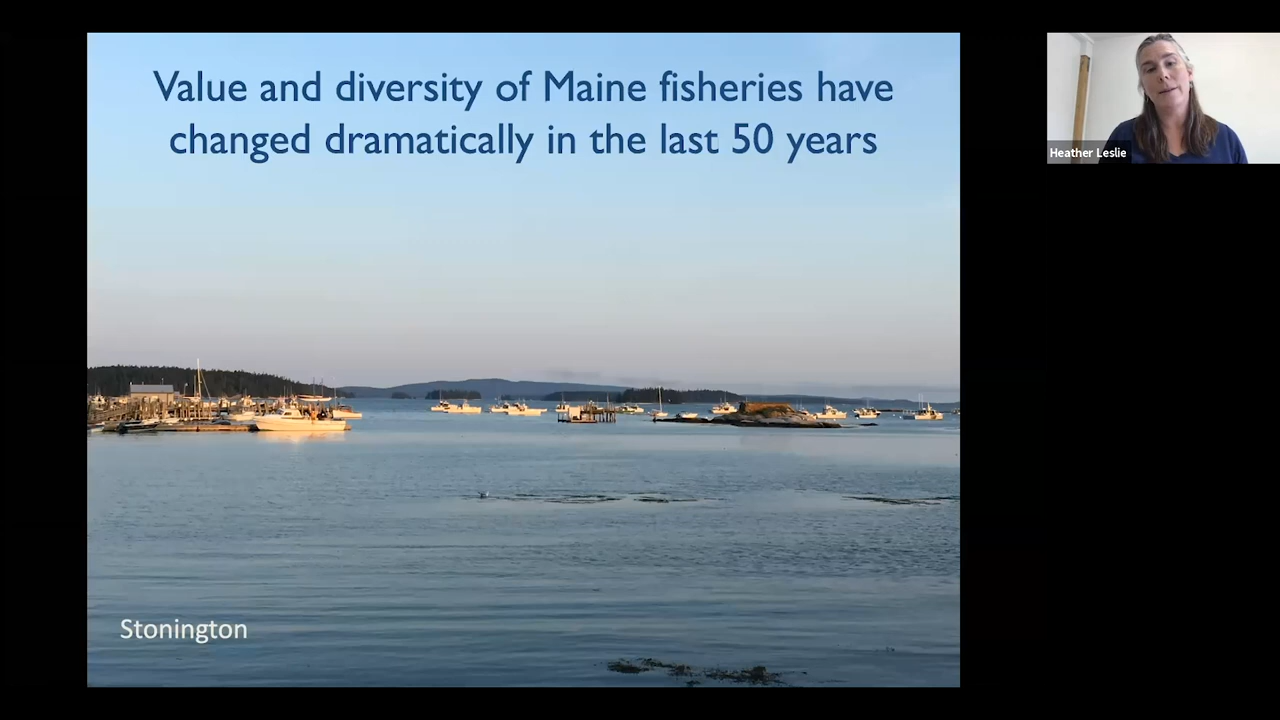 Value and diversity of Maine fisheries have
changed dramatically in the last 50 years
Heather Leslie
Stonington